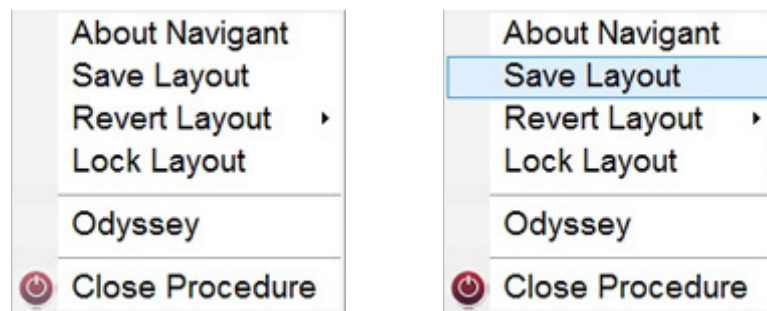 About Navigant
Save Layout
Revert Layout
Lock Layout
Odyssey
Close Procedure
About Navigant
Save Layout
Revert Layout
Lock Layout
Odyssey
Close Procedure